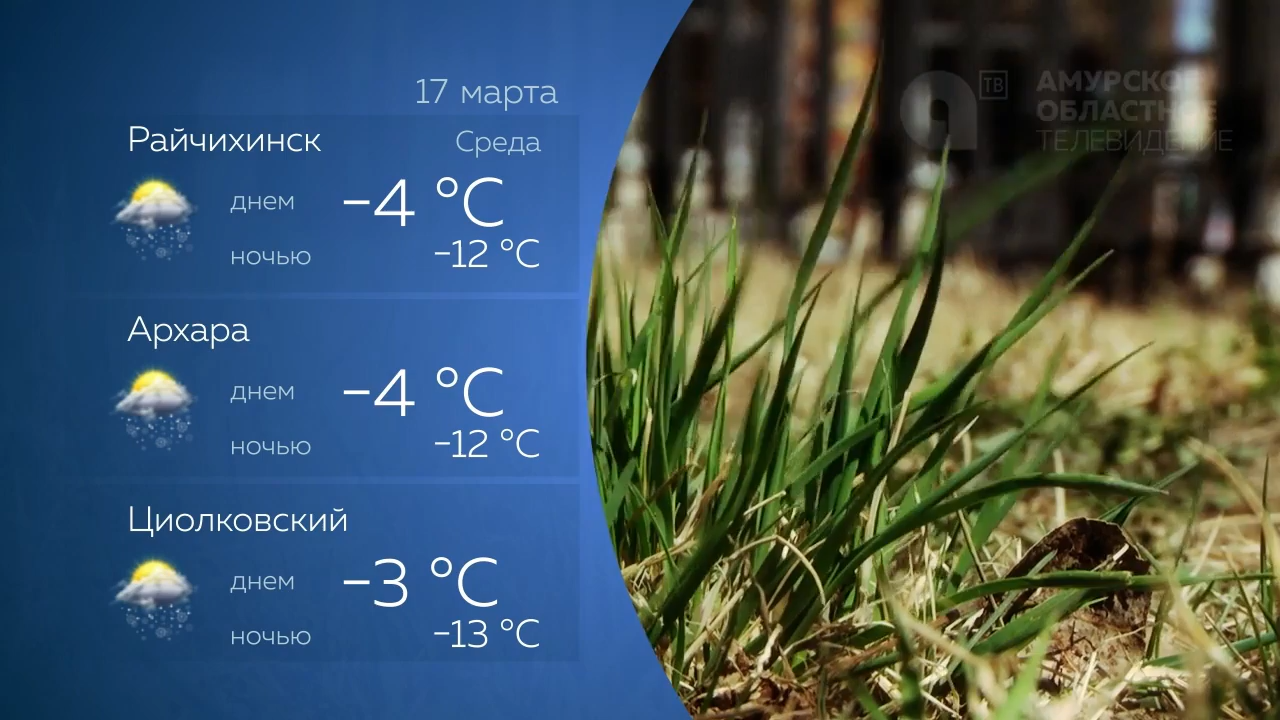 17 марта
Райчихинск
Среда
днем -4 °C
ночью -12 °C
Архара
днем -4 °C
ночью -12 °C
Циолковский
днем -3 °C
ночью -13 °C
а ТВ
АМУРСКОЕ
ОБЛАСТНОЕ
ТЕЛЕВИДЕНИЕ